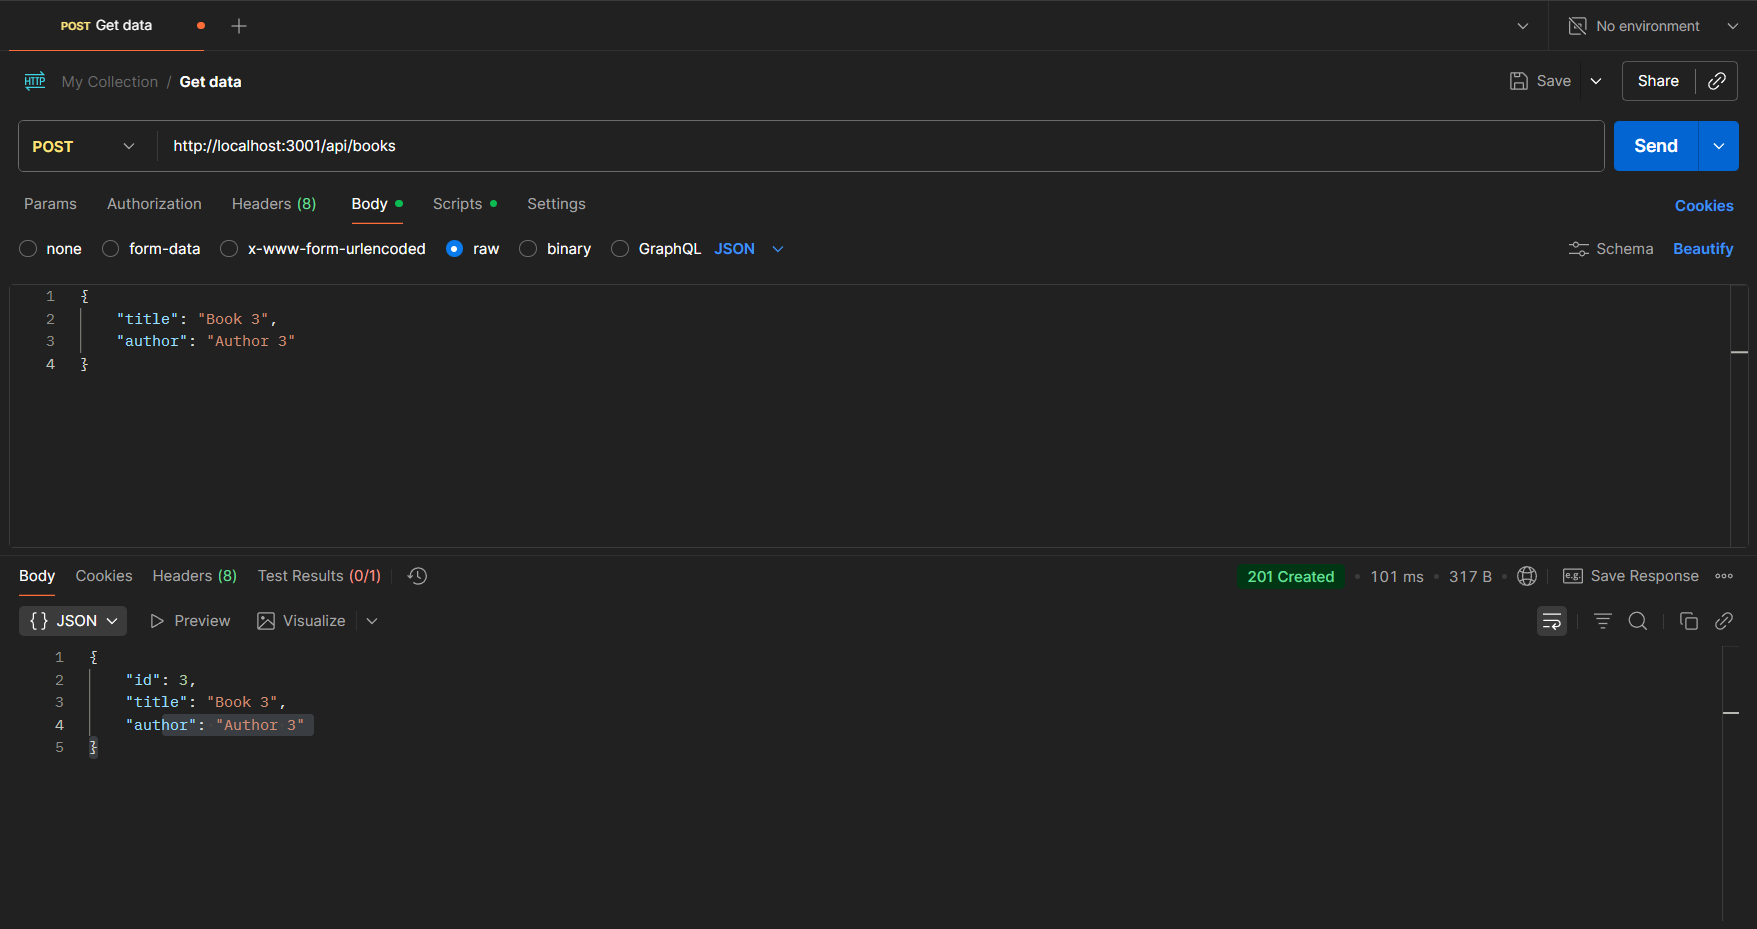 POST Get data
No environment
HTTP My Collection / Get data
Save
Share
POST
http://localhost:3001/api/books
Send
Params Authorization Headers (8) Body Scripts Settings
Cookies
none form-data x-www-form-urlencoded raw binary GraphQL JSON
Schema Beautify
1 {
2 "title": "Book 3",
3 "author": "Author 3"
4 }
Body Cookies Headers (8) Test Results (0/1)
201 Created • 101 ms • 317 B •
e.g. Save Response
{} JSON Preview Visualize
1 {
2 "id": 3,
3 "title": "Book 3",
4 "author": "Author 3"
5 }